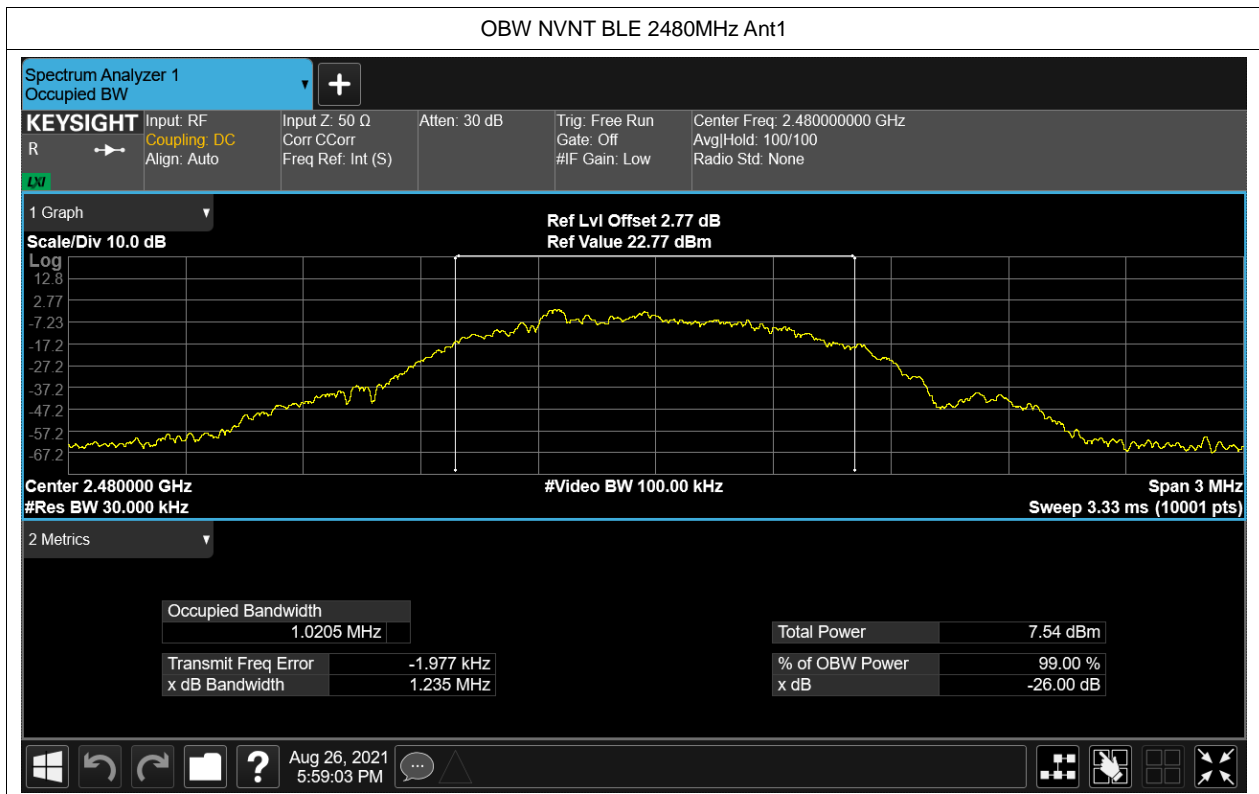 OBW NVNT BLE 2480MHz Ant1
Spectrum Analyzer 1
Occupied BW
KEYSIGHT
R
LXI
Input: RF
Coupling: DC
Align: Auto
Input Z: 50 Ω
Corr CCorr
Freq Ref: Int (S)
Atten: 30 dB
Trig: Free Run
Gate: Off
#IF Gain: Low
Center Freq: 2.480000000 GHz
Avg|Hold: 100/100
Radio Std: None
1 Graph
Scale/Div 10.0 dB
Ref Lvl Offset 2.77 dB
Ref Value 22.77 dBm
Log
12.8
2.77
-7.23
-17.2
-27.2
-37.2
-47.2
-57.2
-67.2
Center 2.480000 GHz
#Video BW 100.00 kHz
Span 3 MHz
#Res BW 30.000 kHz
Sweep 3.33 ms (10001 pts)
2 Metrics
Occupied Bandwidth
1.0205 MHz
Total Power 7.54 dBm
Transmit Freq Error -1.977 kHz
% of OBW Power 99.00 %
x dB Bandwidth 1.235 MHz
x dB -26.00 dB
?
Aug 26, 2021
5:59:03 PM